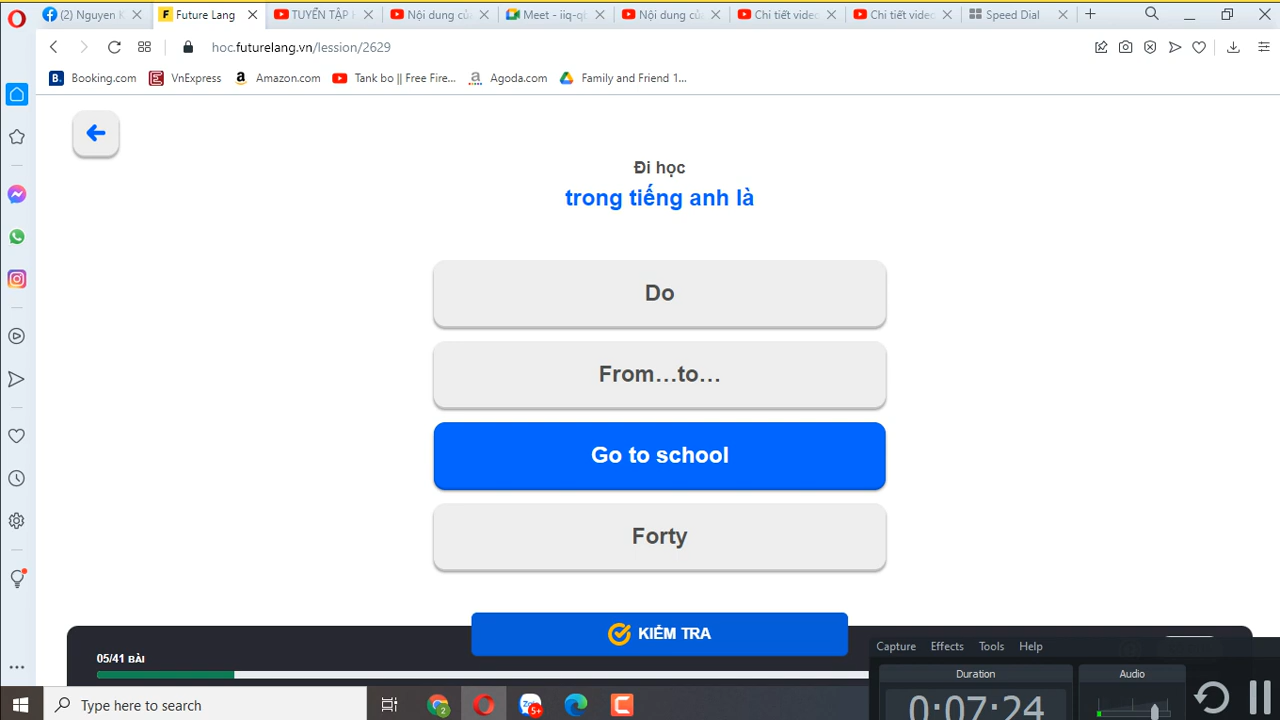 (2) Nguyen K
Future Lang
TUYỂN TẬP
Nội dung củ
Meet - iiq-qb
Nội dung củ
Chi tiết video
Chi tiết video
Speed Dial
hoc.futurelang.vn/lession/2629
Booking.com
VnExpress
Amazon.com
Tank bo || Free Fire...
Agoda.com
Family and Friend 1...
Đi học
trong tiếng anh là
Do
From...to...
Go to school
Forty
KIỂM TRA
05/41 BÀI
Capture Effects Tools Help
Duration Audio
0:07:24
Type here to search
2
5+